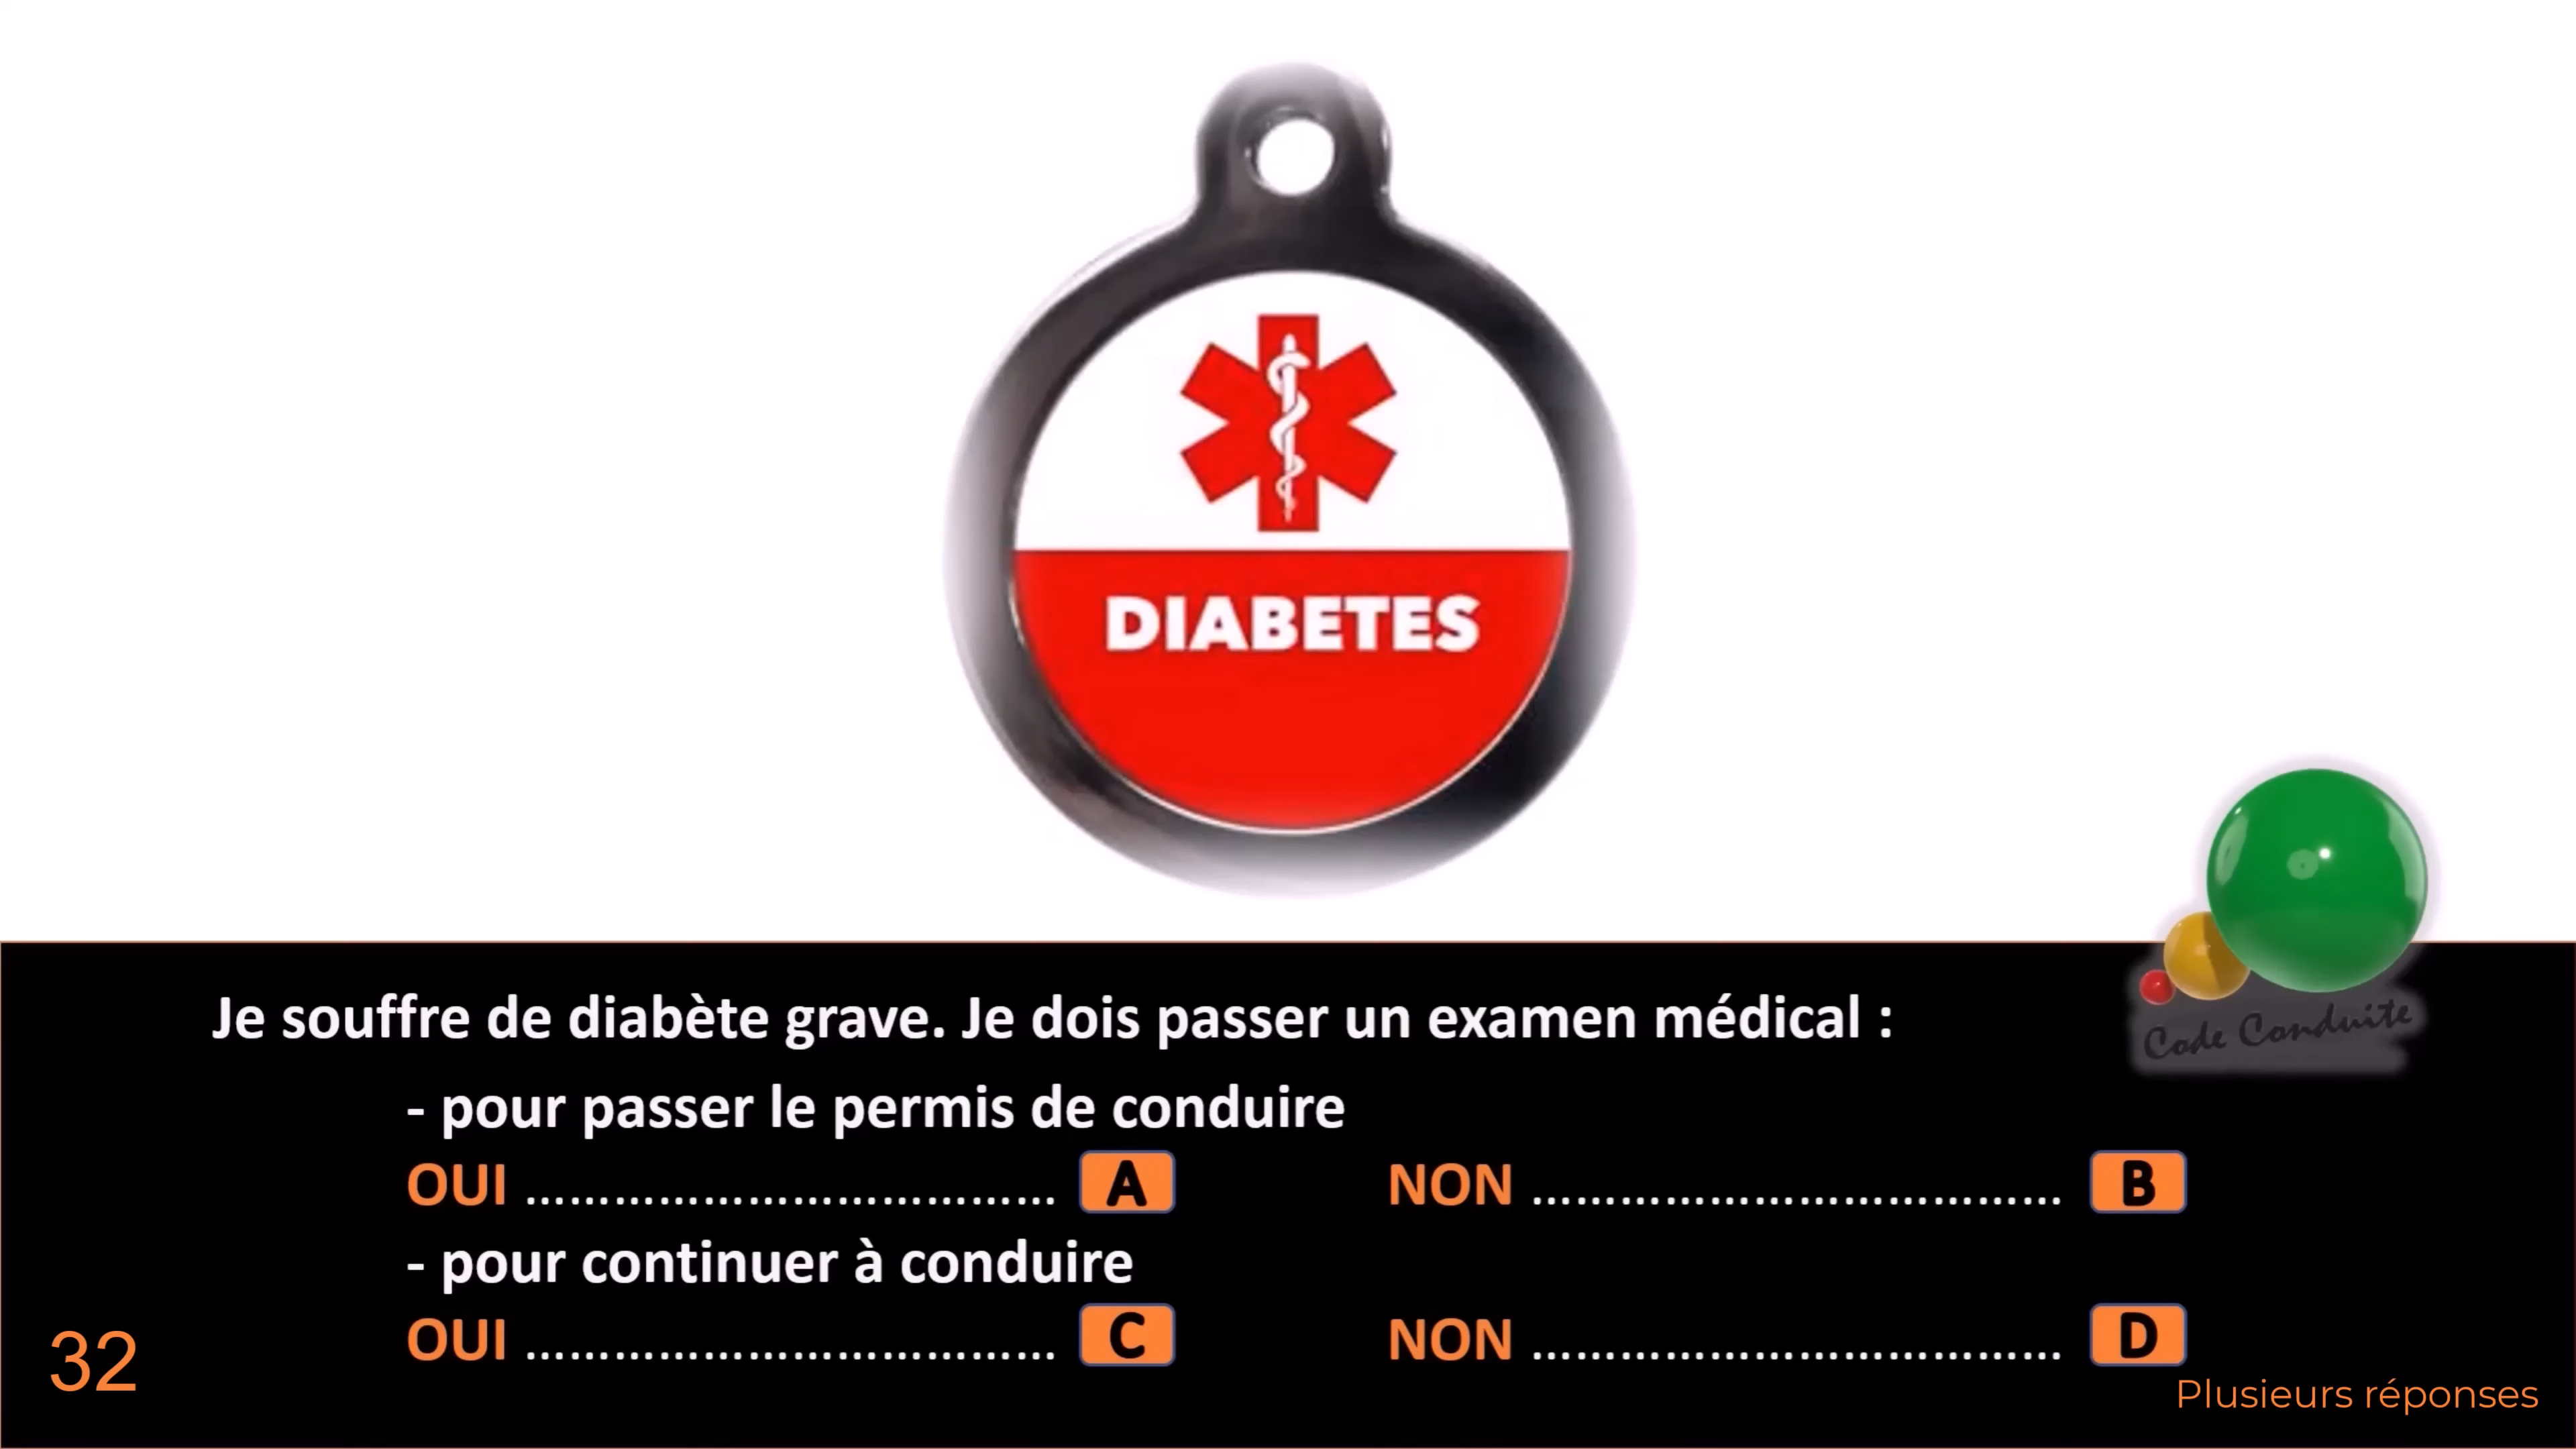 DIABETES
Code Conduite
Je souffre de diabète grave. Je dois passer un examen médical :
- pour passer le permis de conduire
OUI .................................... A NON .................................... B
- pour continuer à conduire
OUI .................................... C NON .................................... D
32
Plusieurs réponses